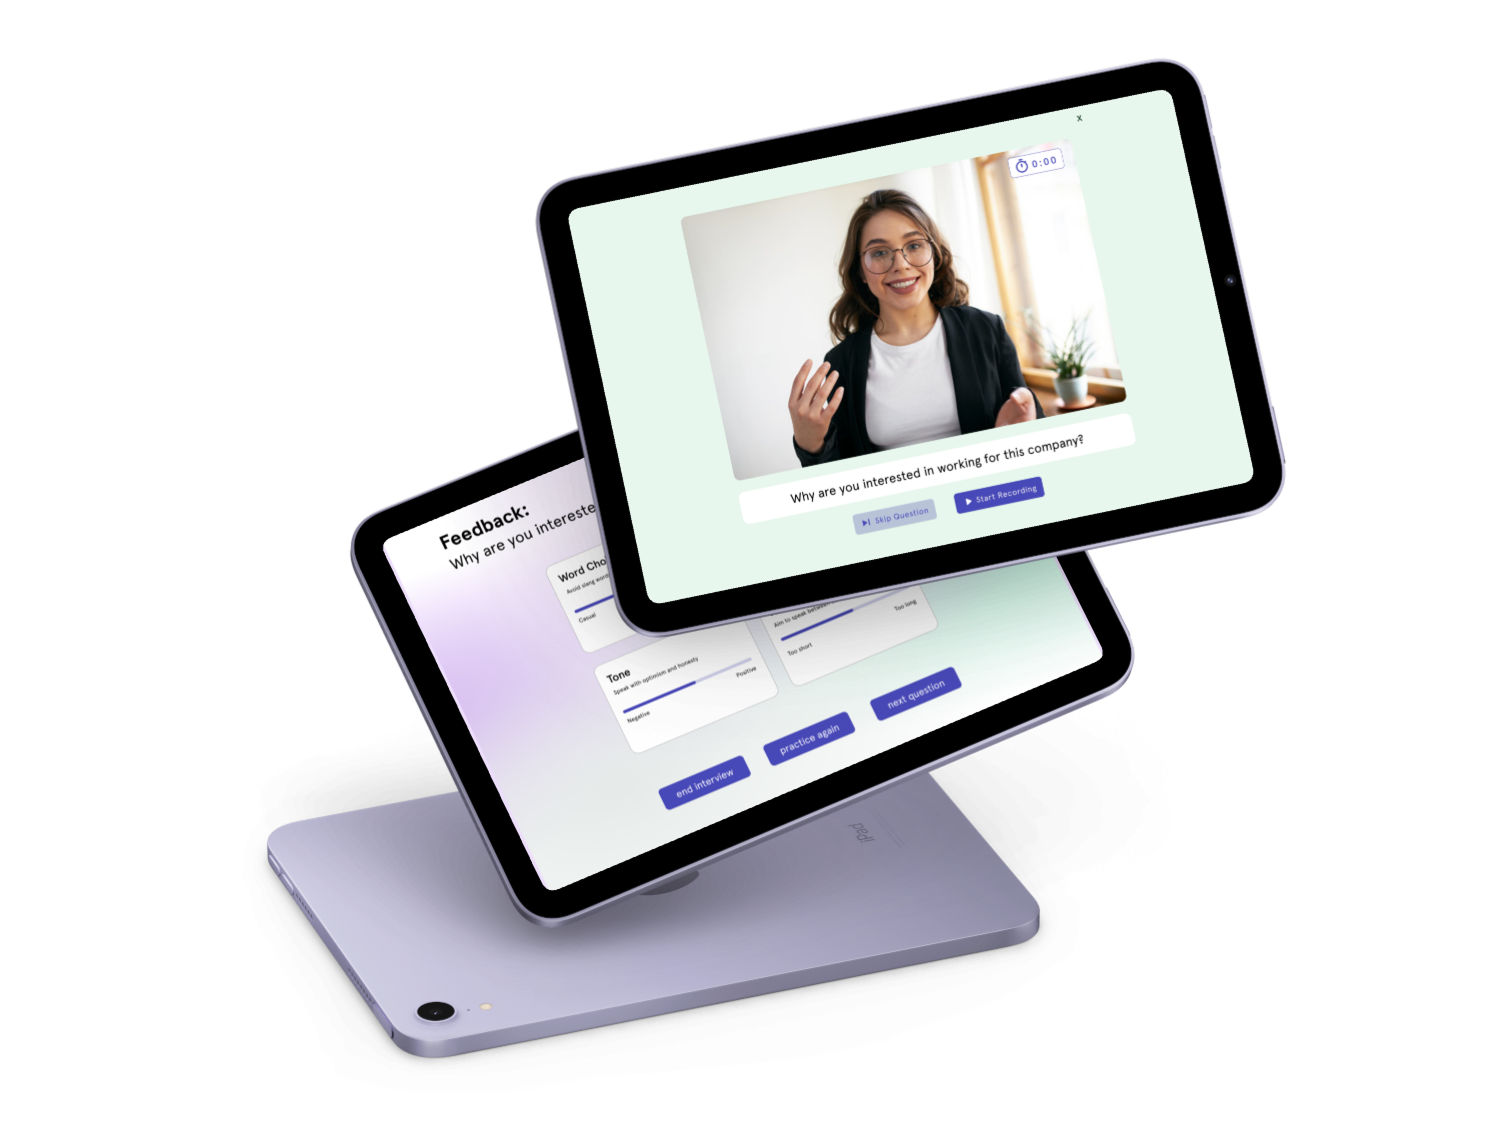 x
0:00
Why are you interested in working for this company?
Skip Question
Start Recording
Feedback:
Why are you intereste
Word Cho
Avoid slang word
Casual
Aim to speak between
Too long
Too short
Tone
Speak with optimism and honesty
Positive
Negative
next question
practice again
end interview
iPad